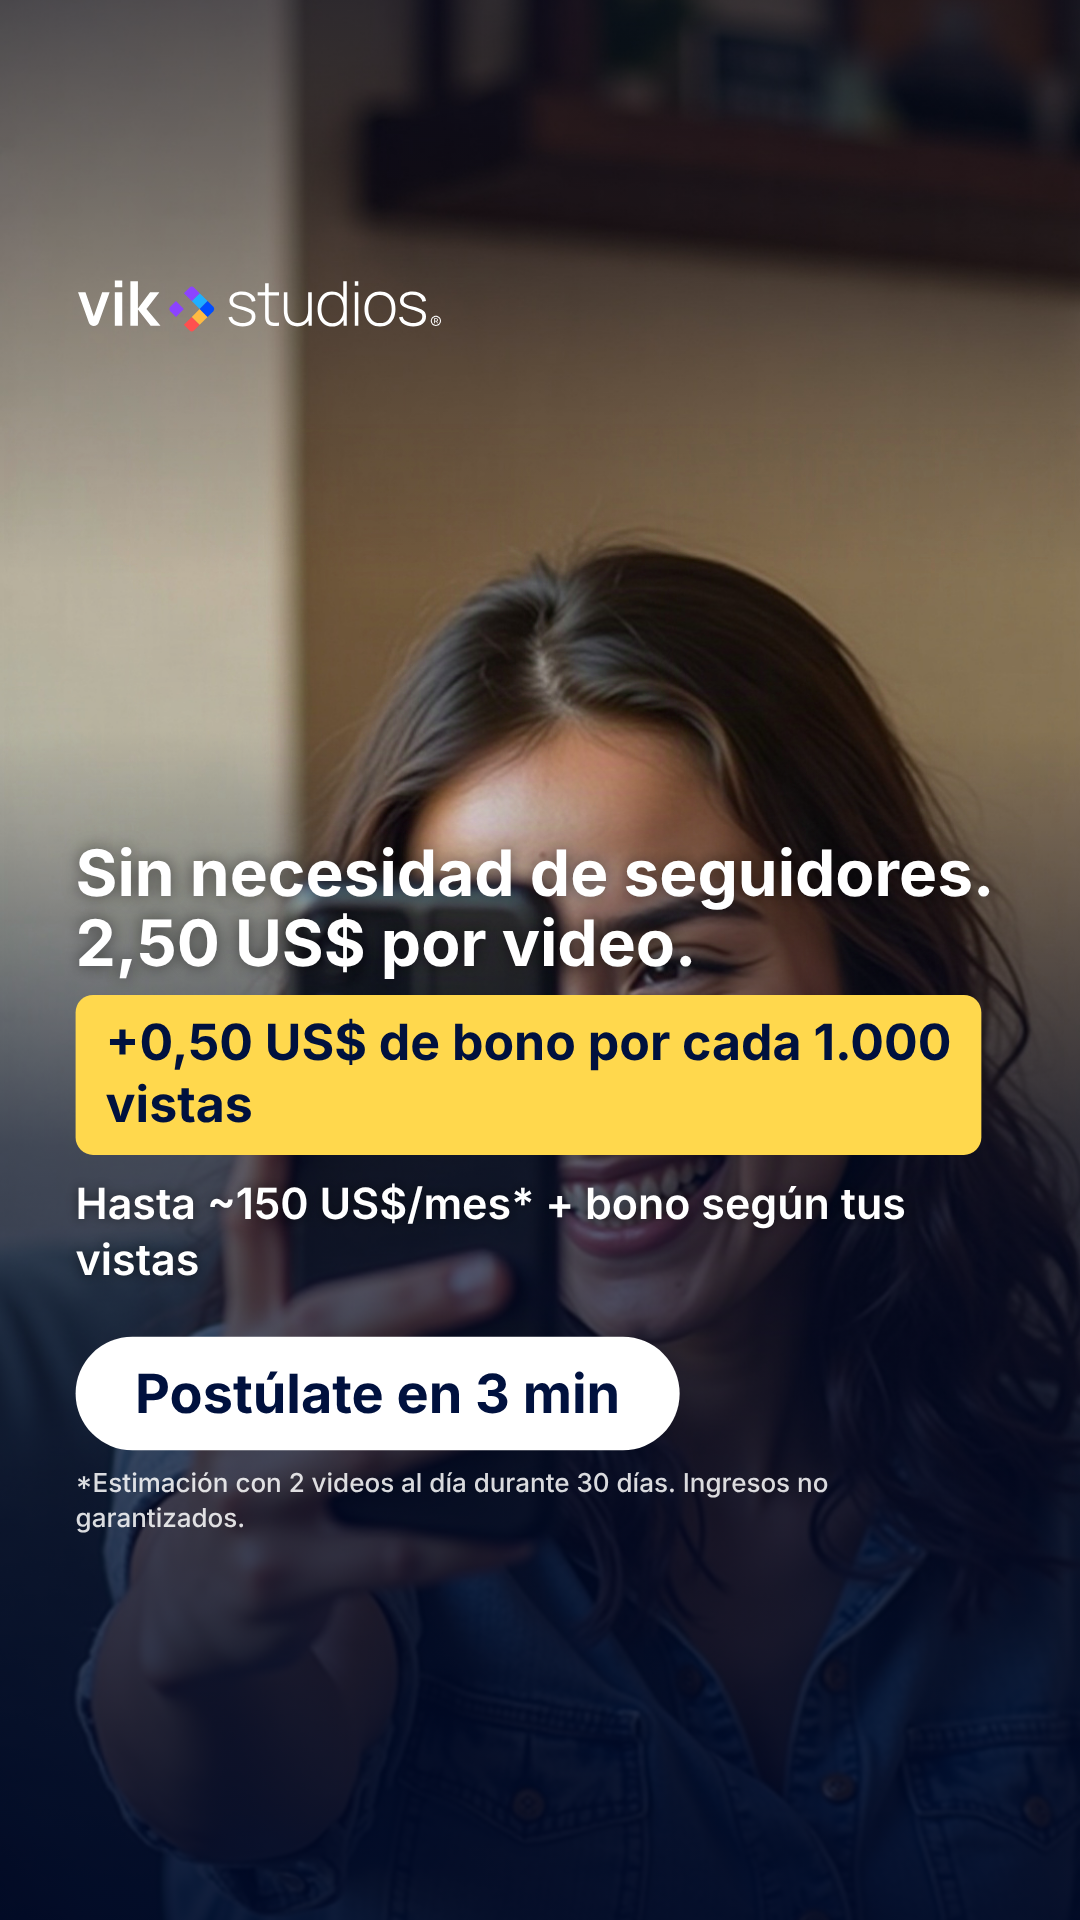 vik studios®
Sin necesidad de seguidores.
2,50 US$ por video.
+0,50 US$ de bono por cada 1.000
vistas
Hasta ~150 US$/mes* + bono según tus
vistas
Postúlate en 3 min
*Estimación con 2 videos al día durante 30 días. Ingresos no
garantizados.